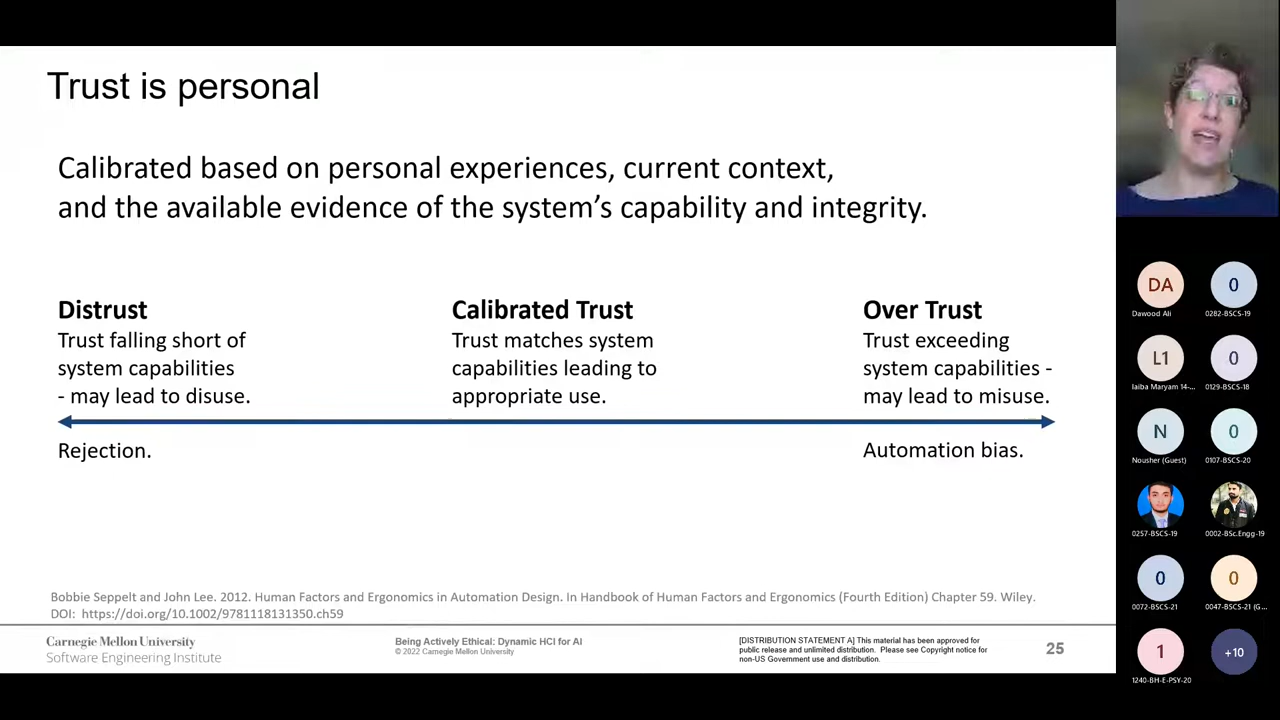 Trust is personal
Calibrated based on personal experiences, current context,
and the available evidence of the system's capability and integrity.
Distrust
Trust falling short of
system capabilities
- may lead to disuse.
Calibrated Trust
Trust matches system
capabilities leading to
appropriate use.
Over Trust
Trust exceeding
system capabilities -
may lead to misuse.
Rejection.
Automation bias.
Bobbie Seppelt and John Lee. 2012. Human Factors and Ergonomics in Automation Design. In Handbook of Human Factors and Ergonomics (Fourth Edition) Chapter 59. Wiley.
DOI: https://doi.org/10.1002/9781118131350.ch59
Carnegie Mellon University
Software Engineering Institute
Being Actively Ethical: Dynamic HCI for AI
© 2022 Carnegie Mellon University
[DISTRIBUTION STATEMENT A] This material has been approved for
public release and unlimited distribution. Please see Copyright notice for
non-US Government use and distribution.
25
DA
Dawood Ali
0
0282-BSCS-19
L1
laiba Maryam 14-...
0
0129-BSCS-18
N
Nousher (Guest)
0
0107-BSCS-20
0257-BSCS-19
0002-BSc.Engg-19
0
0072-BSCS-21
0
0047-BSCS-21 (G...
1
1240-BH-E-PSY-20
+10